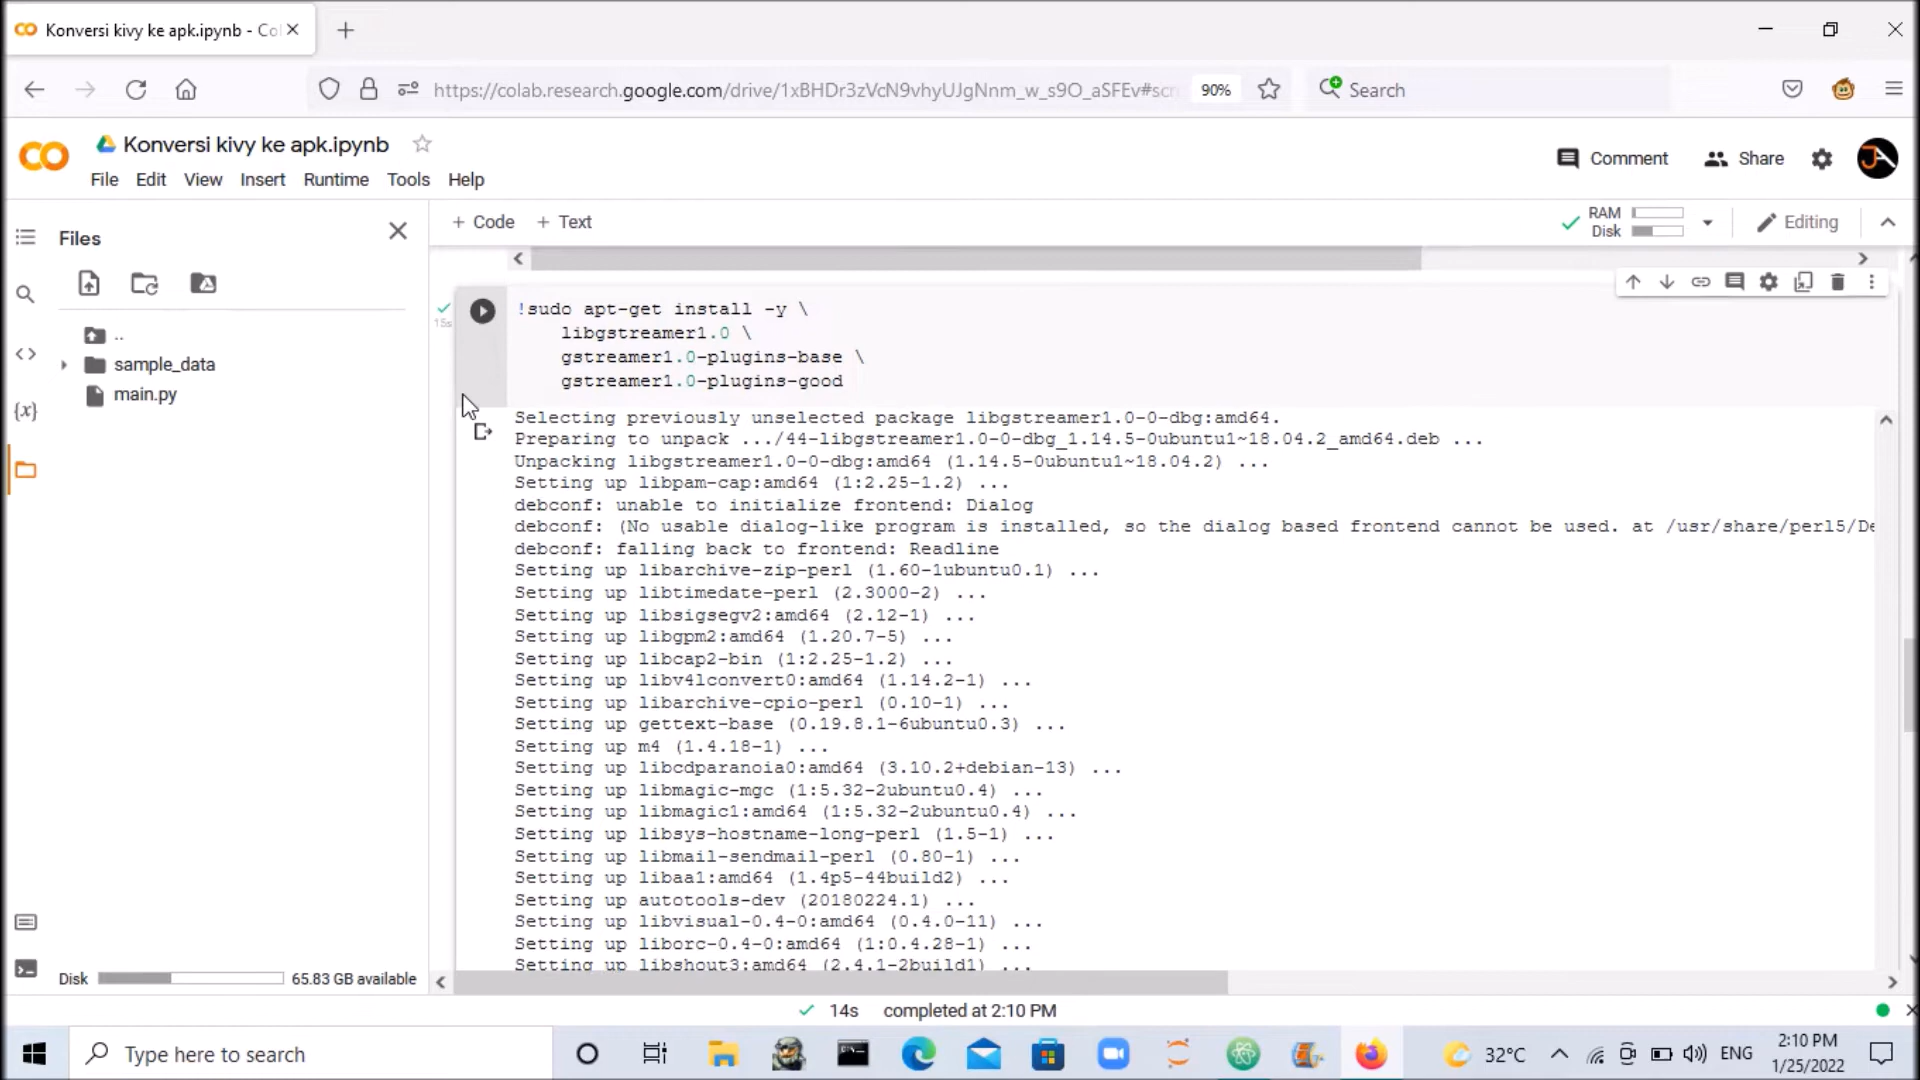 Konversi kivy ke apk.ipynb - Co
https://colab.research.google.com/drive/1xBHDr3zVcN9vhyUJgNnm_w_s9O_aSFEv#scr
90%
Search
Konversi kivy ke apk.ipynb
Comment
Share
File Edit View Insert Runtime Tools Help
Files
+ Code + Text
RAM
Disk
Editing
..
sample_data
main.py
15s
!sudo apt-get install -y \
libgstreamer1.0 \
gstreamer1.0-plugins-base \
gstreamer1.0-plugins-good
Selecting previously unselected package libgstreamer1.0-0-dbg:amd64.
Preparing to unpack .../44-libgstreamer1.0-0-dbg_1.14.5-0ubuntu1~18.04.2_amd64.deb ...
Unpacking libgstreamer1.0-0-dbg:amd64 (1.14.5-0ubuntu1~18.04.2) ...
Setting up libpam-cap:amd64 (1:2.25-1.2) ...
debconf: unable to initialize frontend: Dialog
debconf: (No usable dialog-like program is installed, so the dialog based frontend cannot be used. at /usr/share/perl5/De
debconf: falling back to frontend: Readline
Setting up libarchive-zip-perl (1.60-1ubuntu0.1) ...
Setting up libtimedate-perl (2.3000-2) ...
Setting up libsigsegv2:amd64 (2.12-1) ...
Setting up libgpm2:amd64 (1.20.7-5) ...
Setting up libcap2-bin (1:2.25-1.2) ...
Setting up libv4lconvert0:amd64 (1.14.2-1) ...
Setting up libarchive-cpio-perl (0.10-1) ...
Setting up gettext-base (0.19.8.1-6ubuntu0.3) ...
Setting up m4 (1.4.18-1) ...
Setting up libcdparanoia0:amd64 (3.10.2+debian-13) ...
Setting up libmagic-mgc (1:5.32-2ubuntu0.4) ...
Setting up libmagic1:amd64 (1:5.32-2ubuntu0.4) ...
Setting up libsys-hostname-long-perl (1.5-1) ...
Setting up libmail-sendmail-perl (0.80-1) ...
Setting up libaa1:amd64 (1.4p5-44build2) ...
Setting up autotools-dev (20180224.1) ...
Setting up libvisual-0.4-0:amd64 (0.4.0-11) ...
Setting up liborc-0.4-0:amd64 (1:0.4.28-1) ...
Setting up libshout3:amd64 (2.4.1-2build1) ...
Disk 65.83 GB available
14s completed at 2:10 PM
Type here to search
32°C
ENG
2:10 PM
1/25/2022